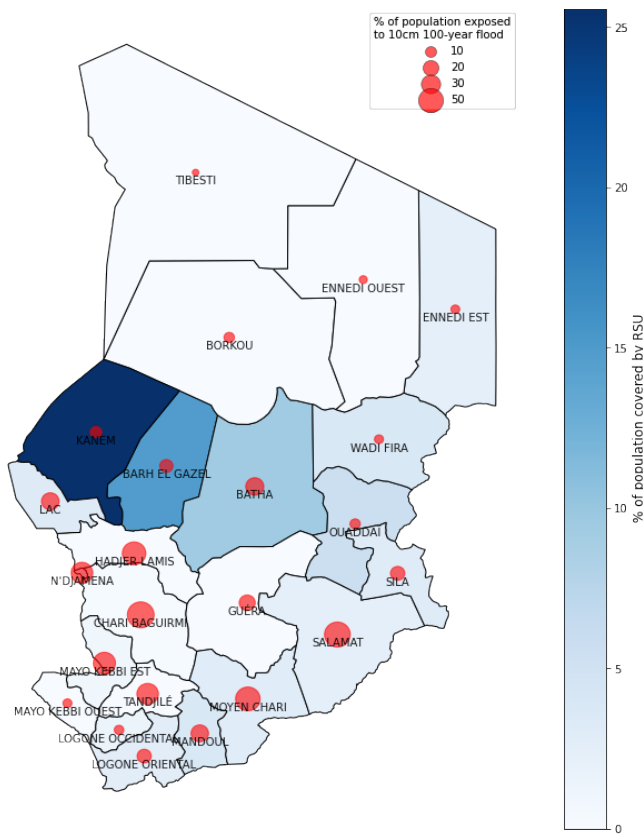 % of population exposed
to 10cm 100-year flood
10
20
30
50
25
20
15
10
5
0
% of population covered by RSU
TIBESTI
ENNEDI OUEST
ENNEDI EST
BORKOU
KANEM
WADI FIRA
BARH EL GAZEL
BATHA
LAC
OUADDAI
HADJER LAMIS
N'DJAMENA
SILA
GUÉRA
CHARI BAGUIRMI
SALAMAT
MAYO KEBBI EST
TANDJILÉ
MOYEN CHARI
MAYO KEBBI OUEST
LOGONE OCCIDENTAL
MANDOUL
LOGONE ORIENTAL